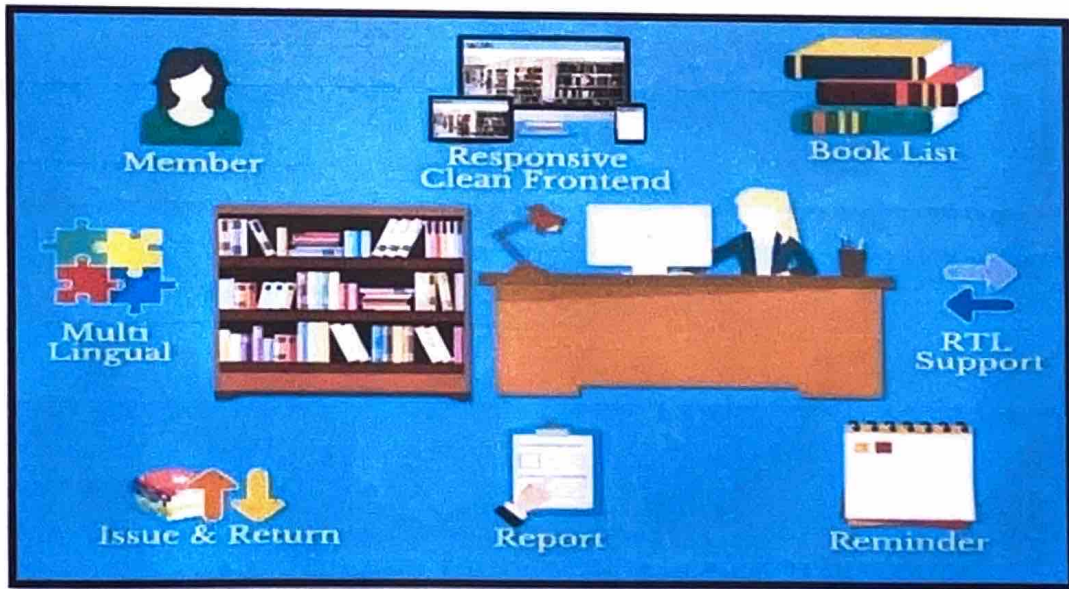 Member
Responsive
Clean Frontend
Book List
Multi
Lingual
RTL
Support
Issue & Return
Report
Reminder